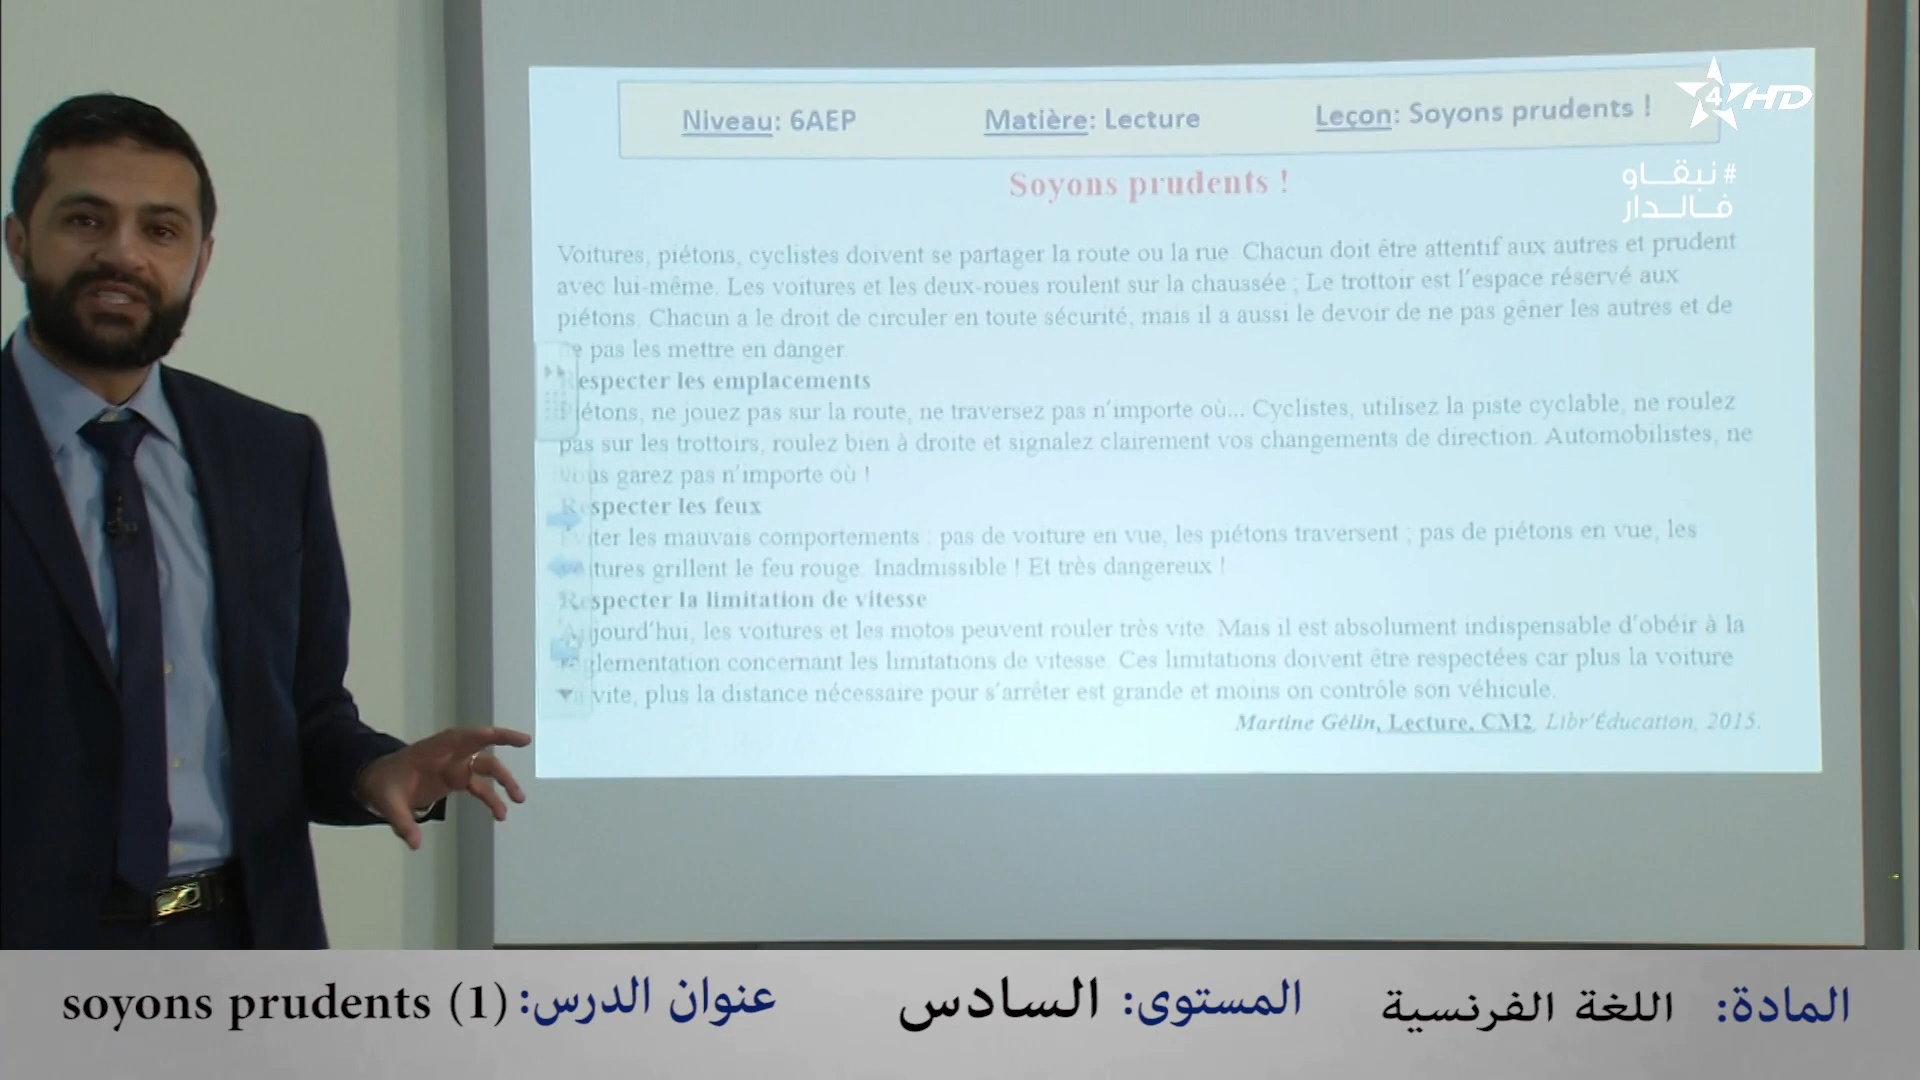 Niveau: 6AEP Matière: Lecture Leçon: Soyons prudents !
4 HD
#نبقاو
فالدار
Soyons prudents !
Voitures, piétons, cyclistes doivent se partager la route ou la rue. Chacun doit être attentif aux autres et prudent
avec lui-même. Les voitures et les deux-roues roulent sur la chaussée ; Le trottoir est l'espace réservé aux
piétons. Chacun a le droit de circuler en toute sécurité, mais il a aussi le devoir de ne pas gêner les autres et de
pas les mettre en danger.
Respecter les emplacements
Piétons, ne jouez pas sur la route, ne traversez pas n'importe où... Cyclistes, utilisez la piste cyclable, ne roulez
pas sur les trottoirs, roulez bien à droite et signalez clairement vos changements de direction. Automobilistes, ne
vous garez pas n'importe où !
Respecter les feux
Eviter les mauvais comportements : pas de voiture en vue, les piétons traversent ; pas de piétons en vue, les
itures grillent le feu rouge. Inadmissible ! Et très dangereux !
Respecter la limitation de vitesse
Aujourd'hui, les voitures et les motos peuvent rouler très vite. Mais il est absolument indispensable d'obéir à la
réglementation concernant les limitations de vitesse. Ces limitations doivent être respectées car plus la voiture
va vite, plus la distance nécessaire pour s'arrêter est grande et moins on contrôle son véhicule.
Martine Gélin, Lecture, CM2, Libr'Éducation, 2015.
المادة: اللغة الفرنسية المستوى: السادس عنوان الدرس: soyons prudents (1)